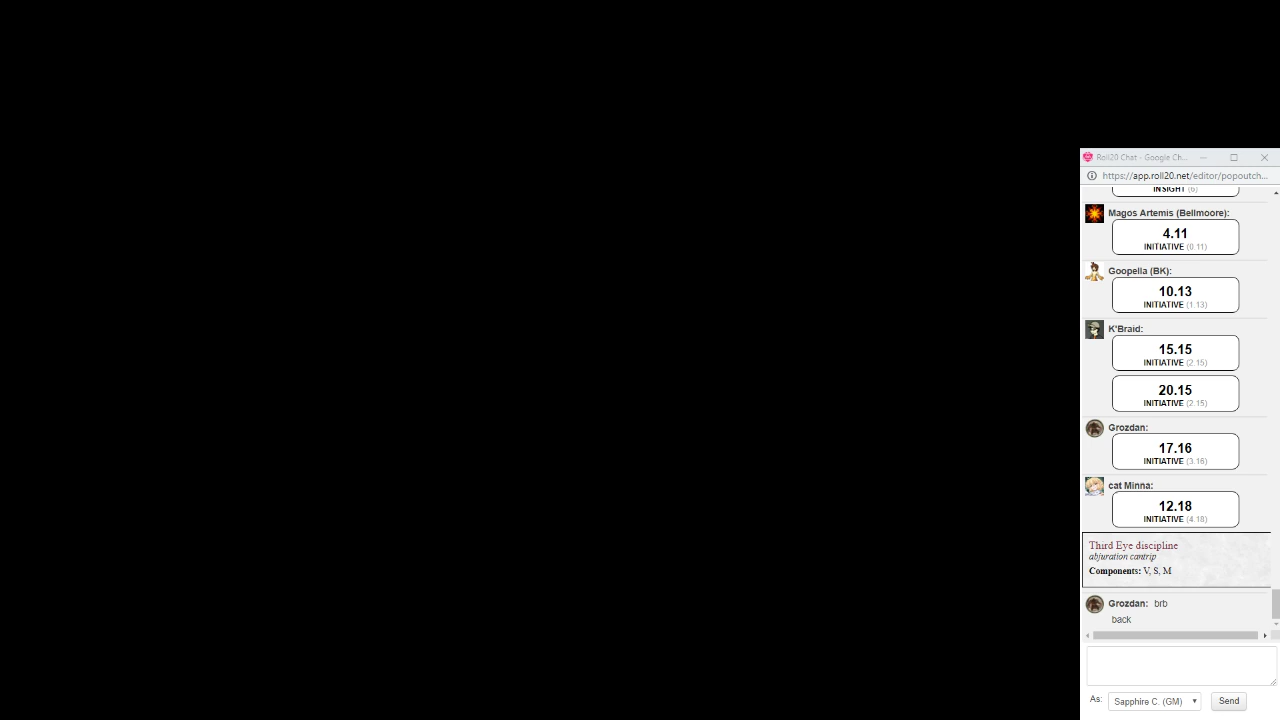 Roll20 Chat - Google Ch...
https://app.roll20.net/editor/popoutch...
INSIGHT (6)
Magos Artemis (Bellmoore):
4.11
INITIATIVE (0.11)
Goopella (BK):
10.13
INITIATIVE (1.13)
K'Braid:
15.15
INITIATIVE (2.15)
20.15
INITIATIVE (2.15)
Grozdan:
17.16
INITIATIVE (3.16)
cat Minna:
12.18
INITIATIVE (4.18)
Third Eye discipline
abjuration cantrip
Components: V, S, M
Grozdan: brb
back
As: Sapphire C. (GM) Send